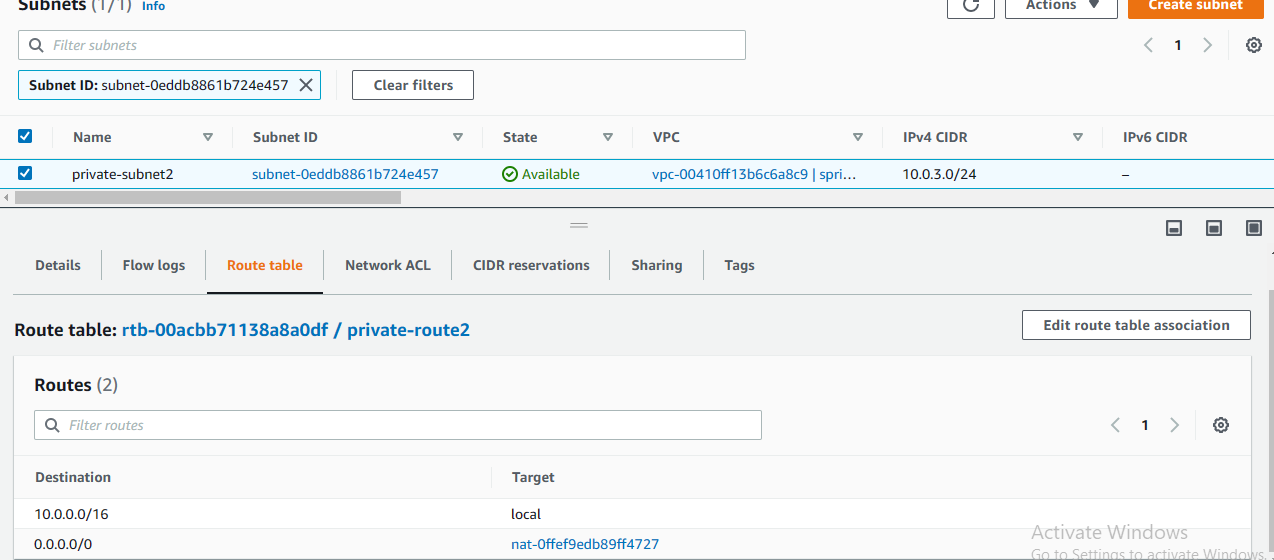 Subnets (1/1) Info
Actions
Create subnet
Filter subnets
1
Subnet ID: subnet-0eddb8861b724e457
Clear filters
Name Subnet ID State VPC IPv4 CIDR IPv6 CIDR
private-subnet2 subnet-0eddb8861b724e457 Available vpc-00410ff13b6c6a8c9 | spri... 10.0.3.0/24 –
Details Flow logs Route table Network ACL CIDR reservations Sharing Tags
Route table: rtb-00acbb71138a8a0df / private-route2
Edit route table association
Routes (2)
Filter routes
1
Destination Target
10.0.0.0/16 local
0.0.0.0/0 nat-0ffef9edb89ff4727
Activate Windows
Go to Settings to activate Windows.